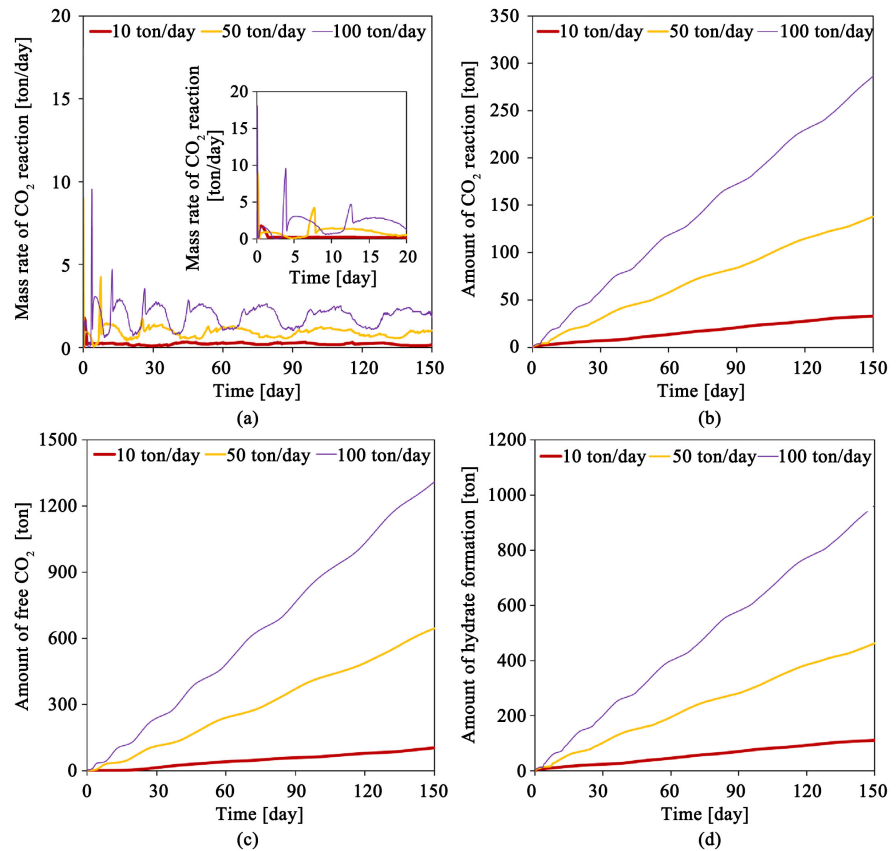 20
10 ton/day 50 ton/day 100 ton/day
Mass rate of CO2 reaction [ton/day]
15
10
5
0
0 30 60 90 120 150
Time [day]
(a)
Mass rate of CO2 reaction
[ton/day]
20
15
10
5
0
0 5 10 15 20
Time [day]
350
10 ton/day 50 ton/day 100 ton/day
Amount of CO2 reaction [ton]
300
250
200
150
100
50
0
0 30 60 90 120 150
Time [day]
(b)
1500
10 ton/day 50 ton/day 100 ton/day
Amount of free CO2 [ton]
1200
900
600
300
0
0 30 60 90 120 150
Time [day]
(c)
1200
10 ton/day 50 ton/day 100 ton/day
Amount of hydrate formation [ton]
1000
800
600
400
200
0
0 30 60 90 120 150
Time [day]
(d)